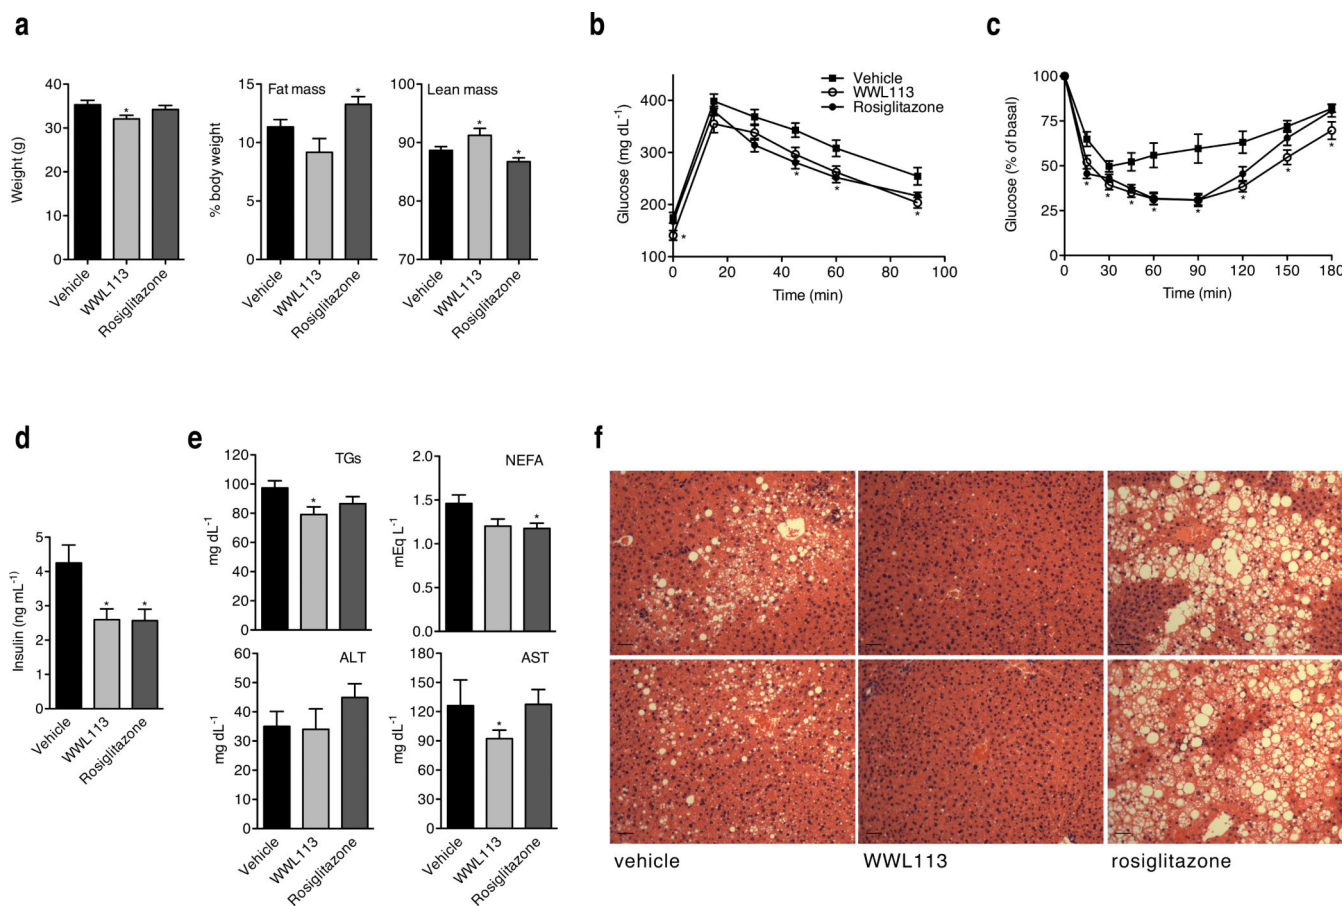 a
Weight (g)
40
30
20
10
0
Vehicle
WWL113
Rosiglitazone
% body weight
Fat mass
15
10
5
0
Vehicle
WWL113
Rosiglitazone
Lean mass
100
90
80
70
Vehicle
WWL113
Rosiglitazone
b
Glucose (mg dL⁻¹)
400
300
200
100
0 20 40 60 80 100
Time (min)
Vehicle
WWL113
Rosiglitazone
c
Glucose (% of basal)
100
75
50
25
0
0 30 60 90 120 150 180
Time (min)
d
Insulin (ng mL⁻¹)
5
4
3
2
1
0
Vehicle
WWL113
Rosiglitazone
e
TGs
mg dL⁻¹
120
100
80
60
40
20
0
NEFA
mEq L⁻¹
2.0
1.5
1.0
0.5
0.0
ALT
mg dL⁻¹
60
50
40
30
20
10
0
Vehicle
WWL113
Rosiglitazone
AST
mg dL⁻¹
180
150
120
90
60
30
0
Vehicle
WWL113
Rosiglitazone
f
vehicle
WWL113
rosiglitazone